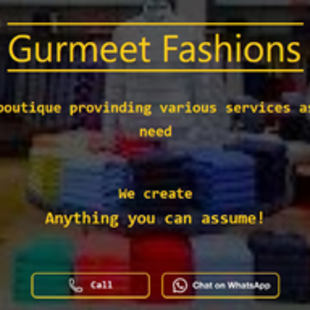 Gurmeet Fashions
boutique provinding various services as
need
We create
Anything you can assume!
Call
Chat on WhatsApp